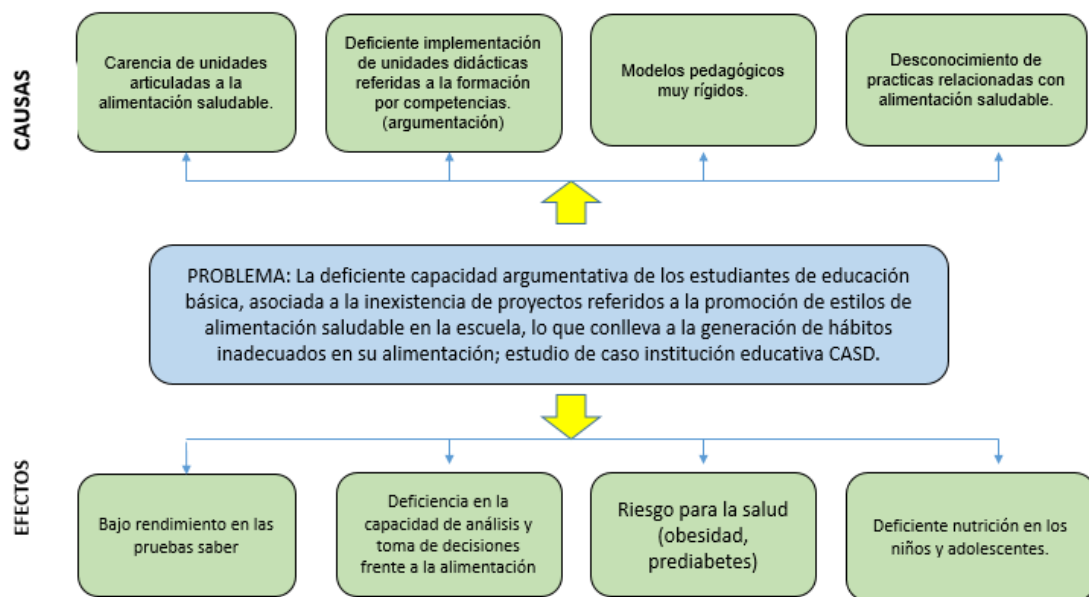 CAUSAS
Carencia de unidades
articuladas a la
alimentación saludable.
Deficiente implementación
de unidades didácticas
referidas a la formación
por competencias.
(argumentación)
Modelos pedagógicos
muy rígidos.
Desconocimiento de
practicas relacionadas con
alimentación saludable.
PROBLEMA: La deficiente capacidad argumentativa de los estudiantes de educación
básica, asociada a la inexistencia de proyectos referidos a la promoción de estilos de
alimentación saludable en la escuela, lo que conlleva a la generación de hábitos
inadecuados en su alimentación; estudio de caso institución educativa CASD.
EFECTOS
Bajo rendimiento en las
pruebas saber
Deficiencia en la
capacidad de análisis y
toma de decisiones
frente a la alimentación
Riesgo para la salud
(obesidad,
prediabetes)
Deficiente nutrición en los
niños y adolescentes.